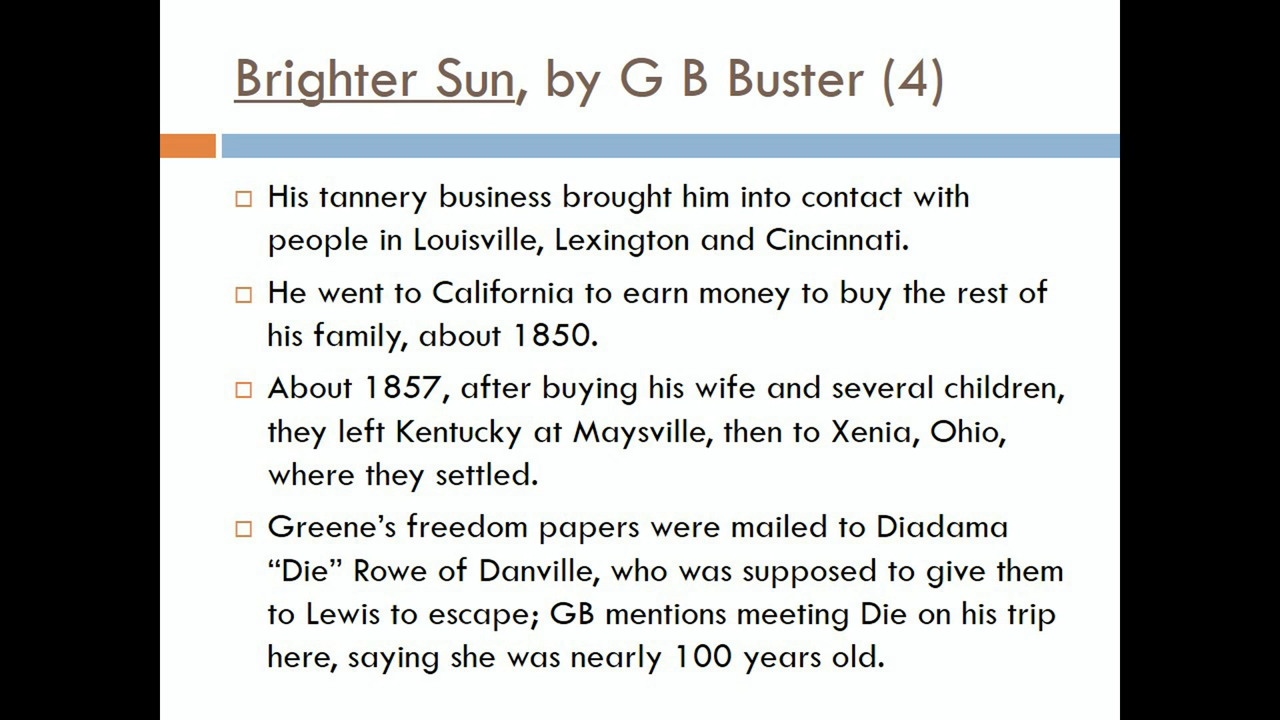 Brighter Sun, by G B Buster (4)
His tannery business brought him into contact with
people in Louisville, Lexington and Cincinnati.
He went to California to earn money to buy the rest of
his family, about 1850.
About 1857, after buying his wife and several children,
they left Kentucky at Maysville, then to Xenia, Ohio,
where they settled.
Greene’s freedom papers were mailed to Diadama
“Die” Rowe of Danville, who was supposed to give them
to Lewis to escape; GB mentions meeting Die on his trip
here, saying she was nearly 100 years old.